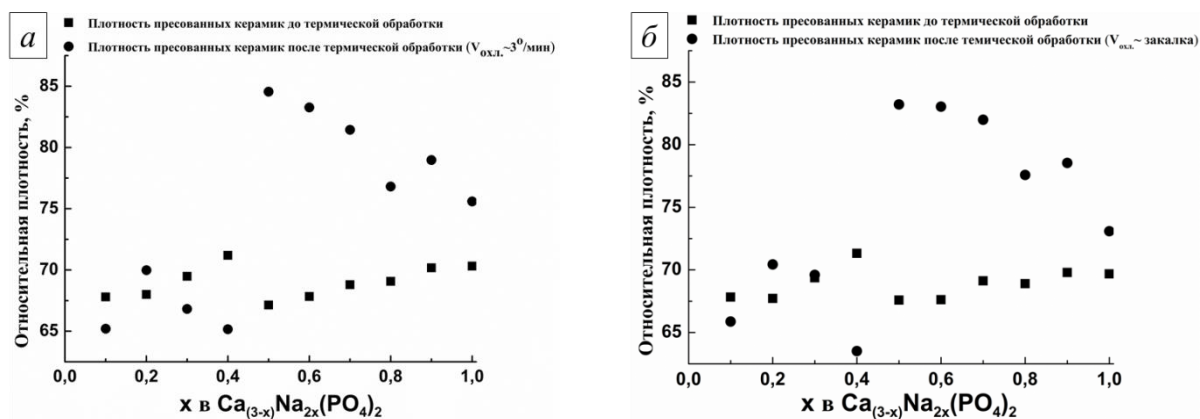 а
Плотность пресованных керамик до термической обработки
Плотность пресованных керамик после термической обработки (Vохл.~3⁰/мин)
Относительная плотность, %
85
80
75
70
65
0,0 0,2 0,4 0,6 0,8 1,0
x в Ca(3-x)Na2x(PO4)2
б
Плотность пресованных керамик до термической обработки
Плотность пресованных керамик после темической обработки (Vохл.~ закалка)
Относительная плотность, %
85
80
75
70
65
0,0 0,2 0,4 0,6 0,8 1,0
x в Ca(3-x)Na2x(PO4)2